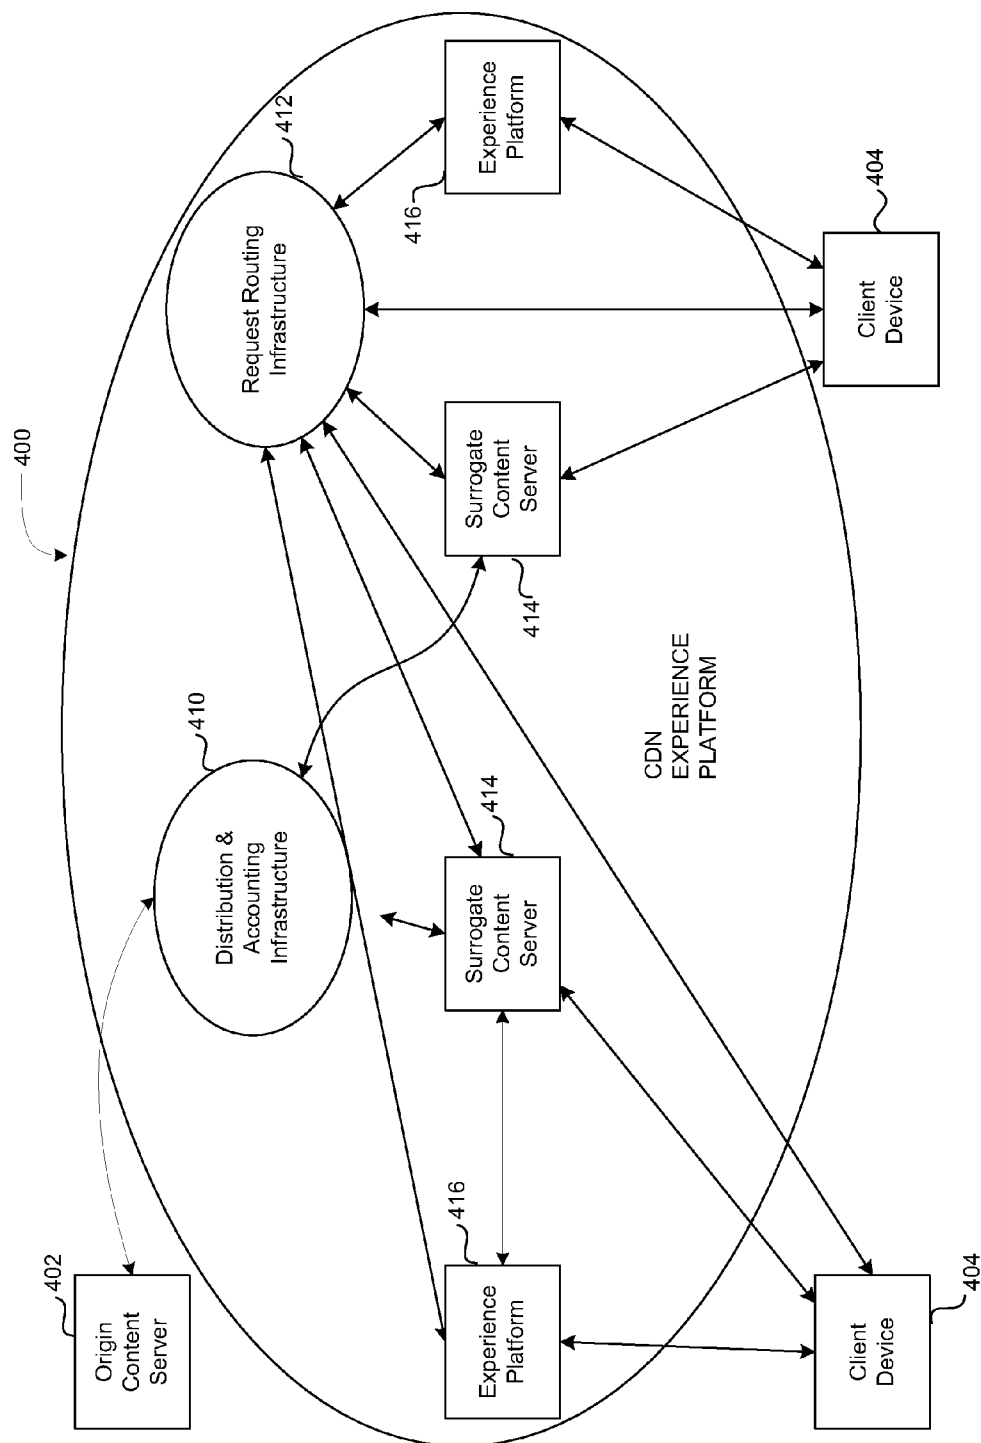 400
402
Origin
Content
Server
410
Distribution &
Accounting
Infrastructure
412
Request Routing
Infrastructure
416
Experience
Platform
414
Surrogate
Content
Server
414
Surrogate
Content
Server
416
Experience
Platform
CDN
EXPERIENCE
PLATFORM
Client
Device
404
Client
Device
404